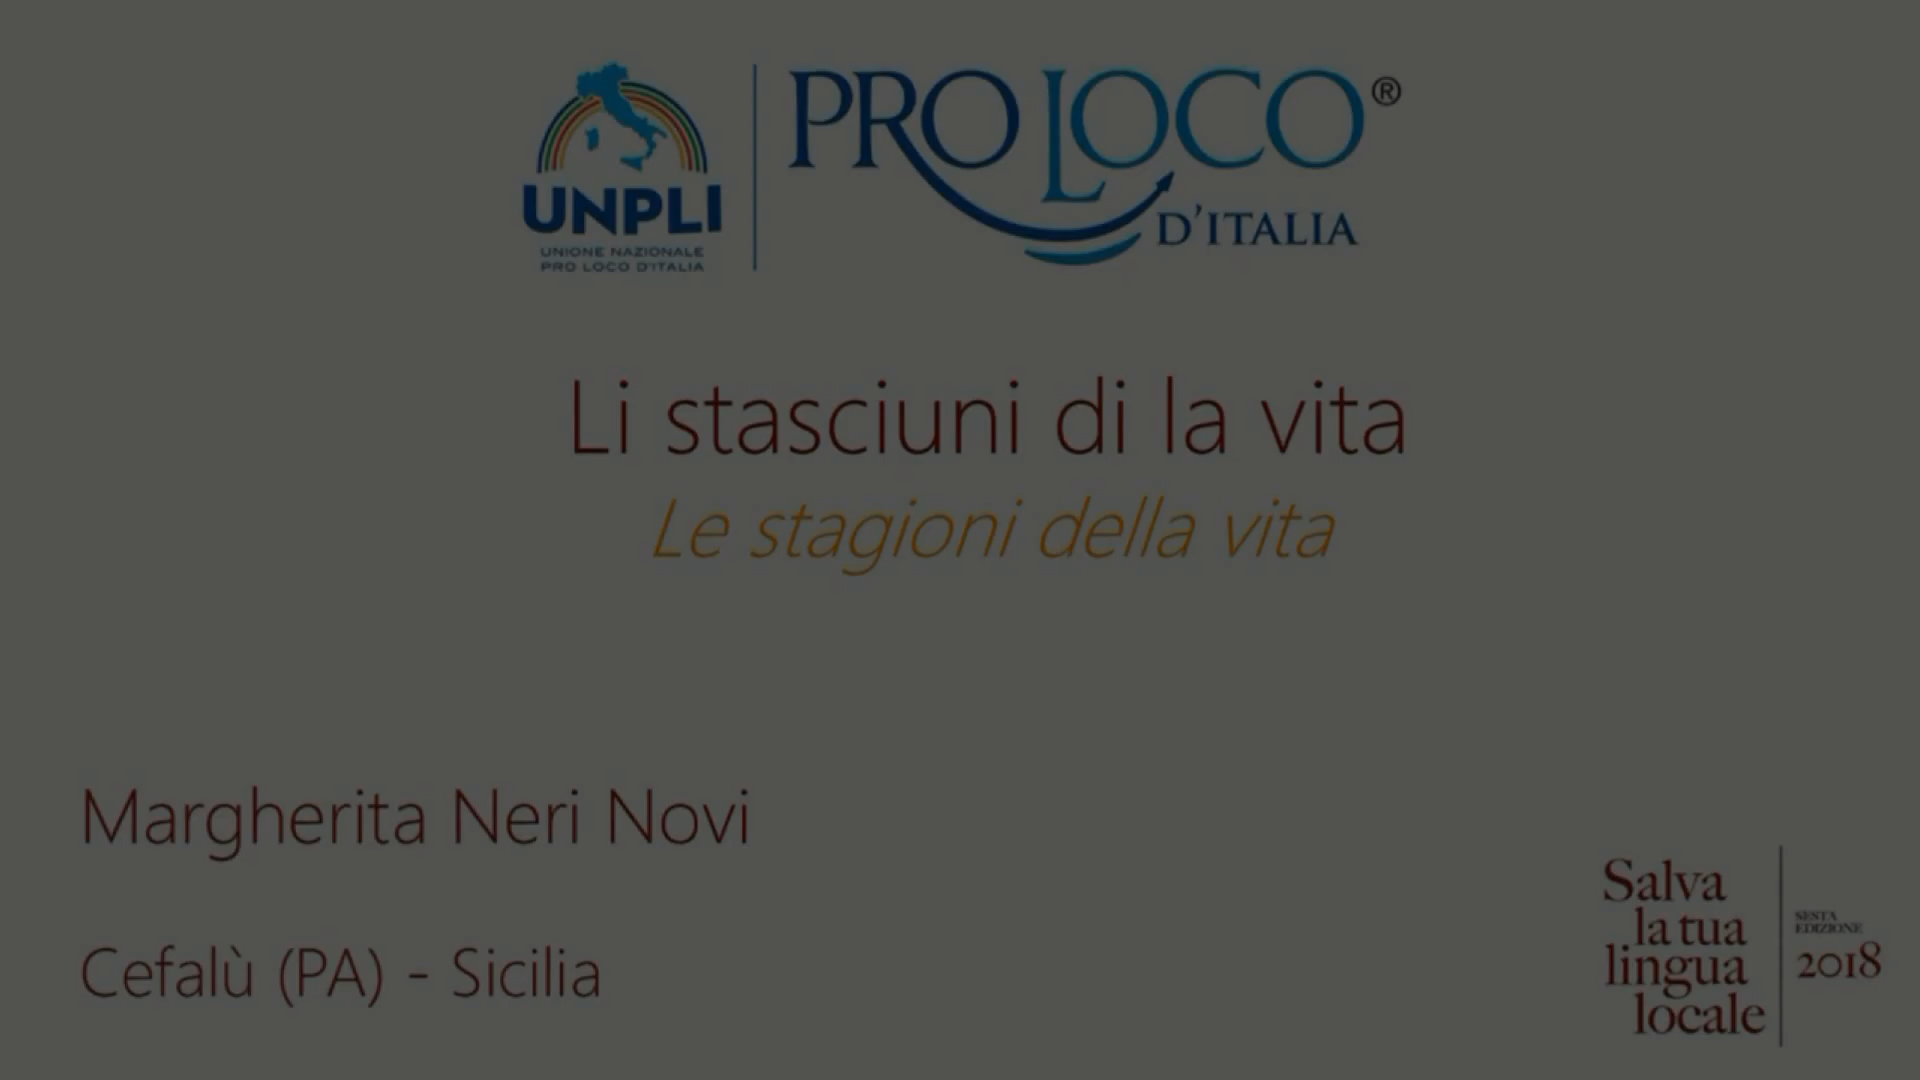 UNPLI
UNIONE NAZIONALE
PRO LOCO D'ITALIA
PRO LOCO®
D'ITALIA
Li stasciuni di la vita
Le stagioni della vita
Margherita Neri Novi
Cefalù (PA) - Sicilia
Salva
la tua
lingua
locale
SESTA
EDIZIONE
2018